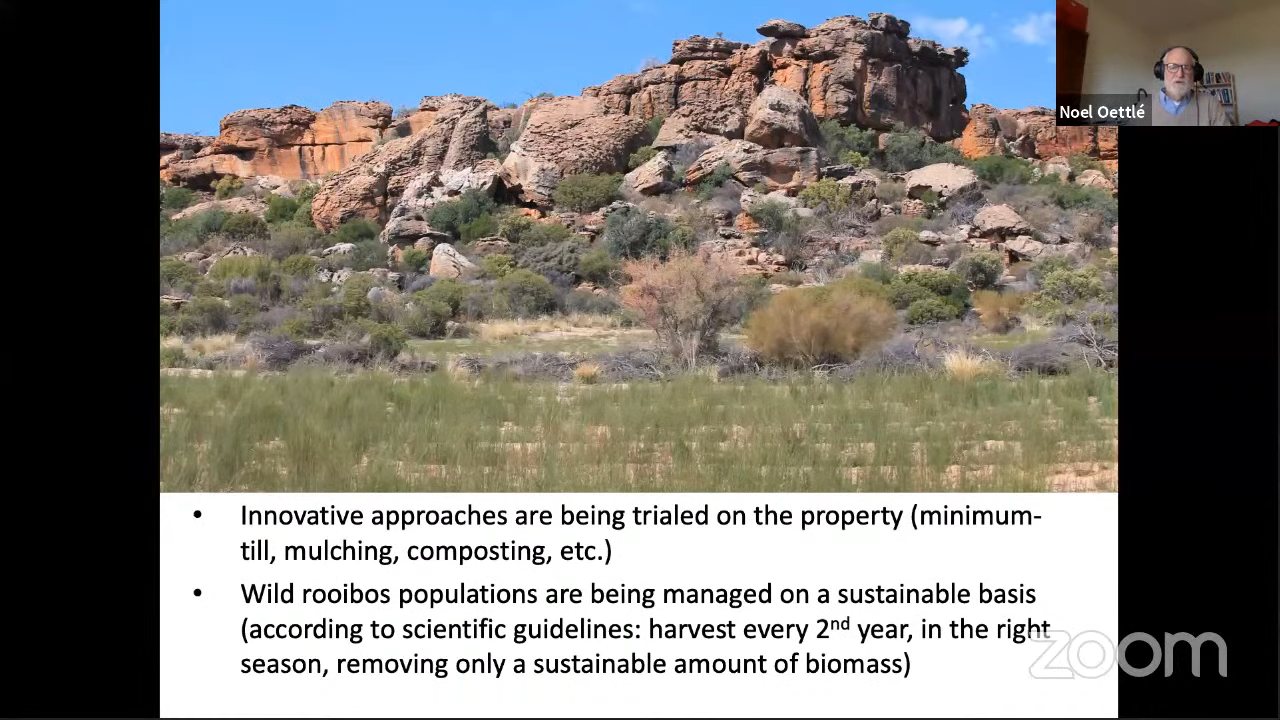 Noel Oettlé
• Innovative approaches are being trialed on the property (minimum-
till, mulching, composting, etc.)
• Wild rooibos populations are being managed on a sustainable basis
(according to scientific guidelines: harvest every 2nd year, in the right
season, removing only a sustainable amount of biomass)
zoom